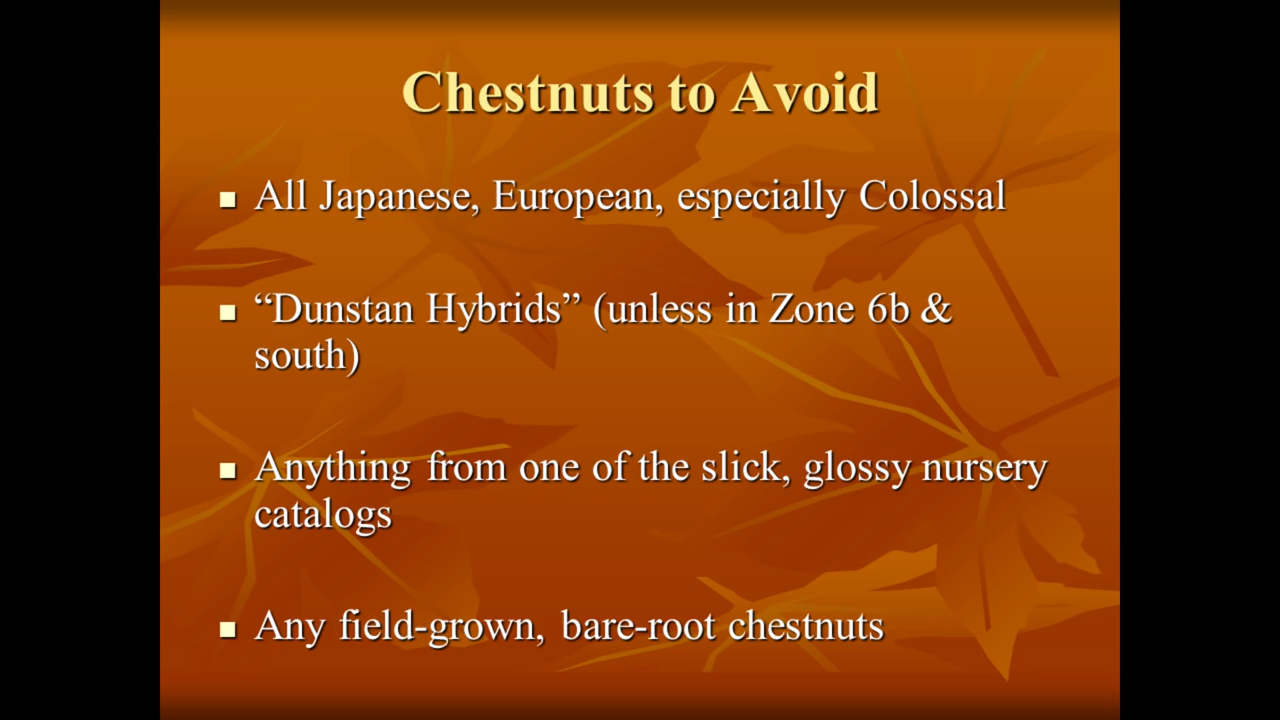 Chestnuts to Avoid
All Japanese, European, especially Colossal
“Dunstan Hybrids” (unless in Zone 6b &
south)
Anything from one of the slick, glossy nursery
catalogs
Any field-grown, bare-root chestnuts